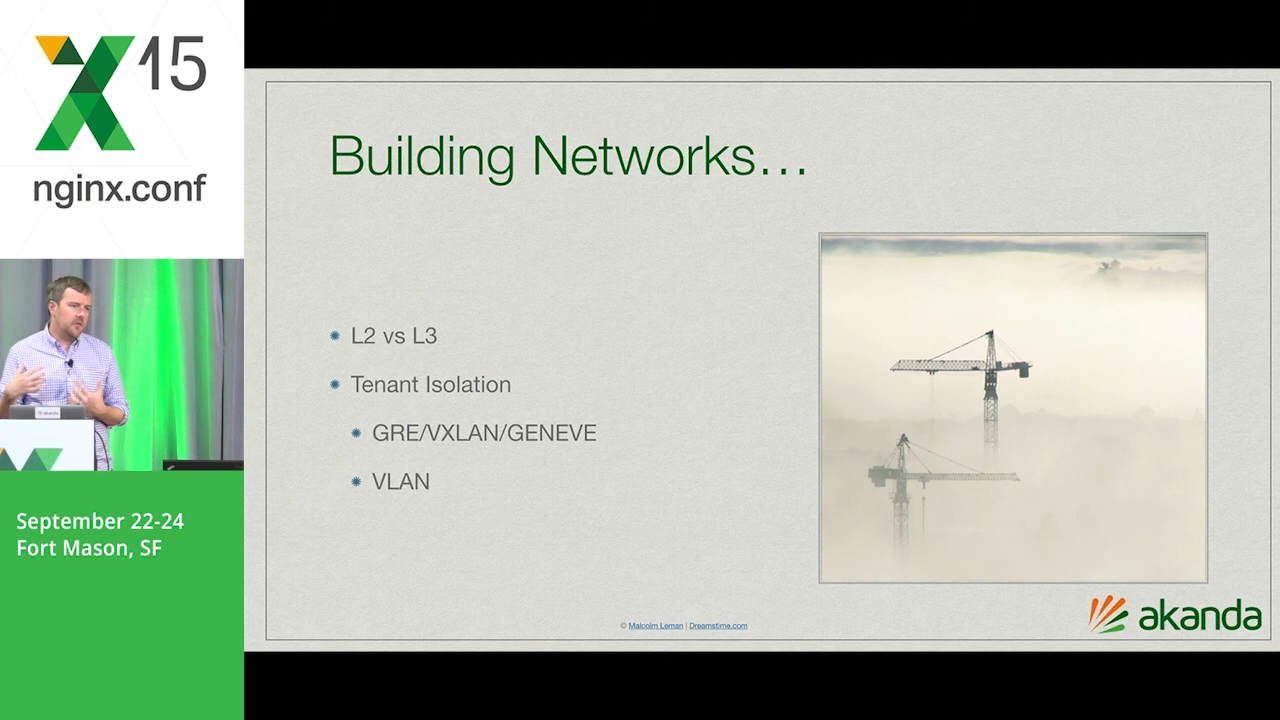 15
nginx.conf
akanda
September 22-24
Fort Mason, SF
Building Networks...
L2 vs L3
Tenant Isolation
GRE/VXLAN/GENEVE
VLAN
© Malcolm Leman | Dreamstime.com
akanda